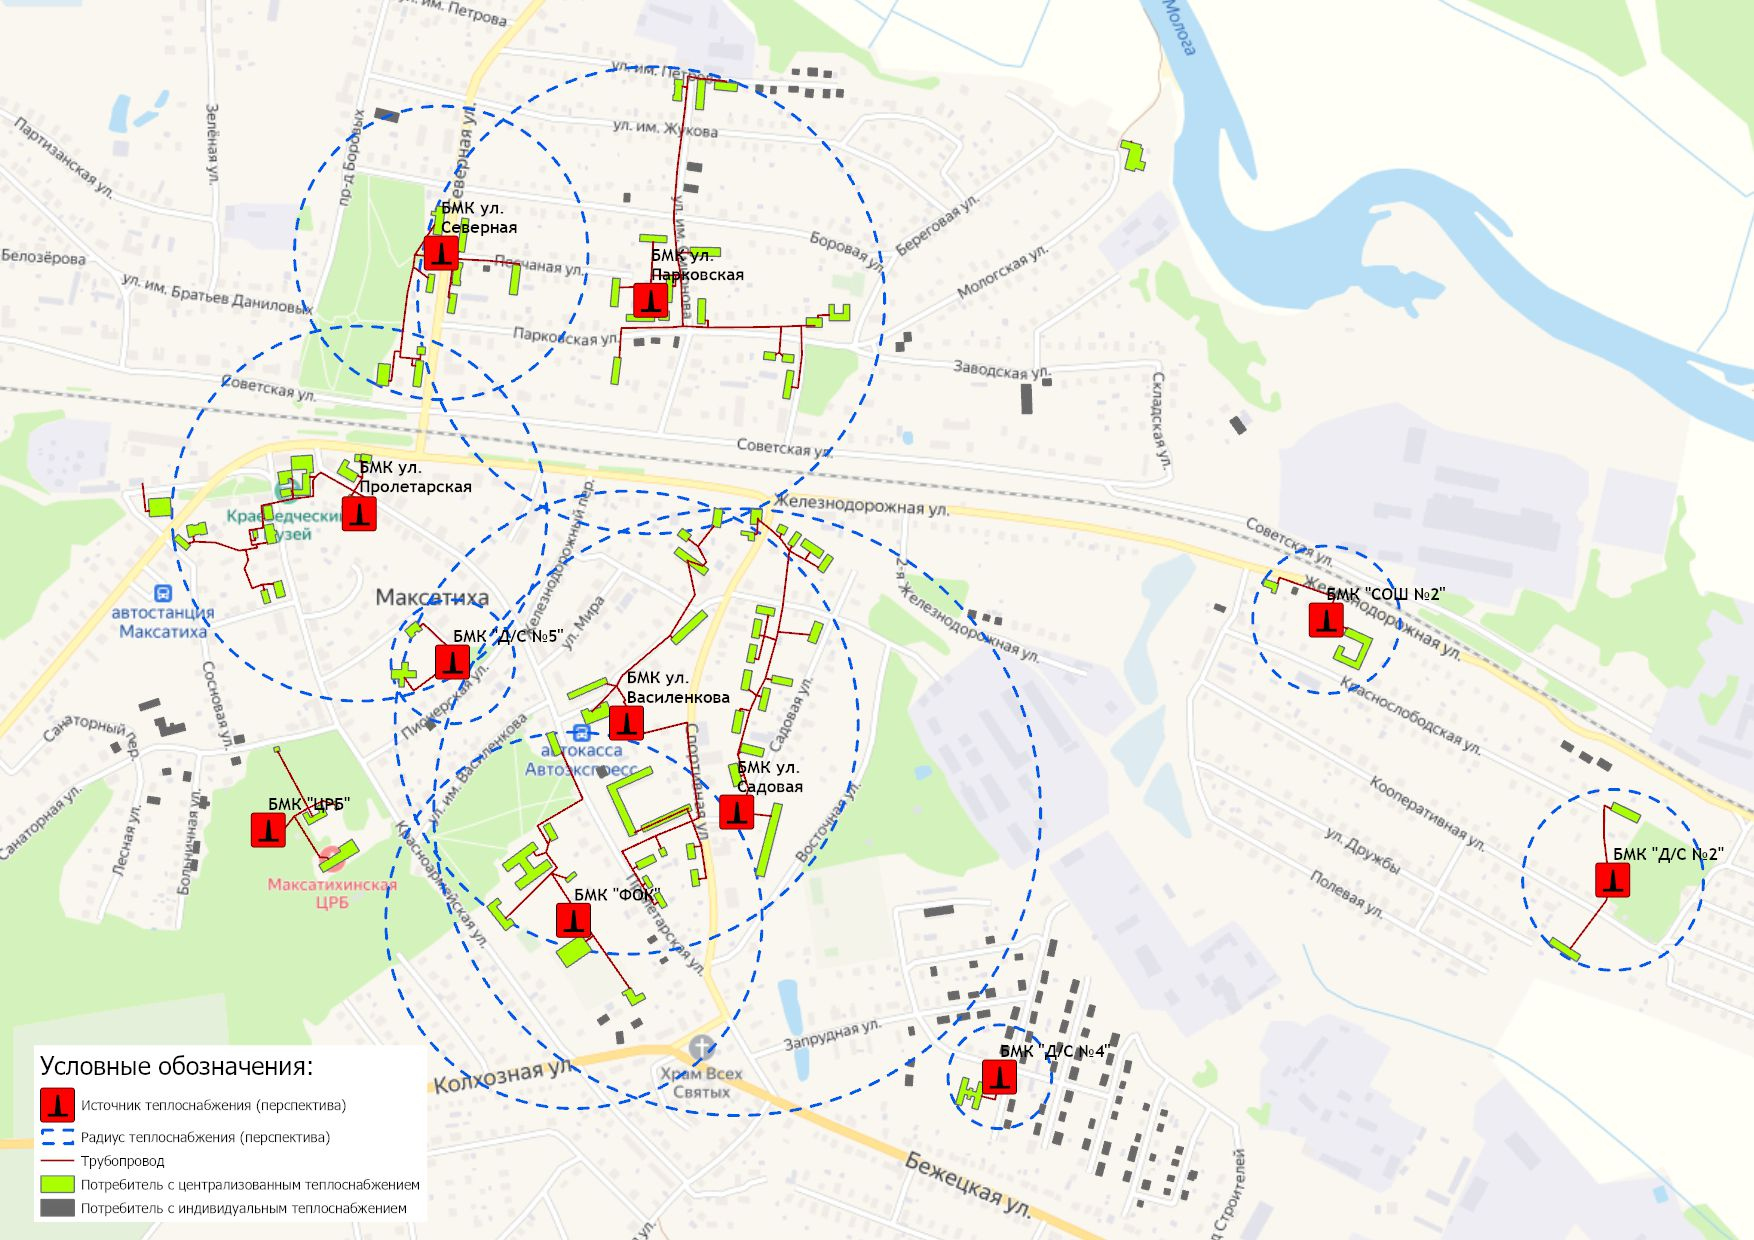 ул. им. Петрова
Молога
ул. им. Петрова
Зелёная ул.
пр-д Боровых
Северная ул.
ул. им. Жукова
Партизанская ул.
БМК ул.
Северная
Береговая ул.
Боровая ул.
Белозёрова
Песчаная ул.
БМК ул.
Парковская
Мологская ул.
ул. им. Братьев Даниловых
Парковская ул.
Заводская ул.
Складская ул.
Советская ул.
Советская ул.
БМК ул.
Пролетарская
Железнодорожная ул.
Советская ул.
Краеведческий
музей
Железнодорожный пер.
2-я Железнодорожная ул.
автостанция
Максатиха
Максатиха
ул. Мира
БМК "Д/С №5"
БМК "СОШ №2"
Железнодорожная ул.
Пионерская ул.
БМК ул.
Василенкова
Садовая ул.
Краснослободская ул.
Санаторный пер.
Сосновая ул.
ул. им. Василенкова
автокасса
Автоэкспресс
Спортивная ул.
БМК ул.
Садовая
Восточная ул.
Кооперативная ул.
Санаторная ул.
Лесная ул.
Больничная ул.
БМК "ЦРБ"
Красноармейская ул.
ул. Дружбы
БМК "Д/С №2"
Максатихинская
ЦРБ
БМК "ФОК"
Пролетарская ул.
Полевая ул.
Запрудная ул.
БМК "Д/С №4"
Колхозная ул.
Храм Всех
Святых
Бежецкая ул.
Строителей
Условные обозначения:
Источник теплоснабжения (перспектива)
Радиус теплоснабжения (перспектива)
Трубопровод
Потребитель с централизованным теплоснабжением
Потребитель с индивидуальным теплоснабжением